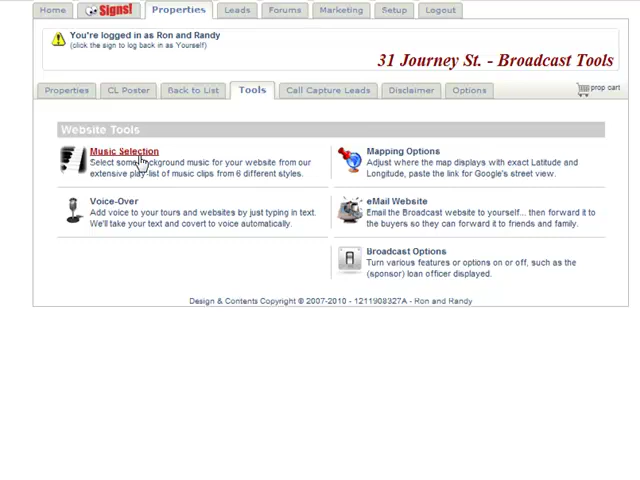 Home Signs! Properties Leads Forums Marketing Setup Logout
You're logged in as Ron and Randy
(click the sign to log back in as Yourself)
31 Journey St. - Broadcast Tools
Properties CL Poster Back to List Tools Call Capture Leads Disclaimer Options prop cart
Website Tools
Music Selection
Select some background music for your website from our
extensive play-list of music clips from 6 different styles.
Mapping Options
Adjust where the map displays with exact Latitude and
Longitude, paste the link for Google's street view.
Voice-Over
Add voice to your tours and websites by just typing in text.
We'll take your text and covert to voice automatically.
eMail Website
Email the Broadcast website to yourself... then forward it to
the buyers so they can forward it to friends and family.
Broadcast Options
Turn various features or options on or off, such as the
(sponsor) loan officer displayed.
Design & Contents Copyright © 2007-2010 - 1211908327A - Ron and Randy